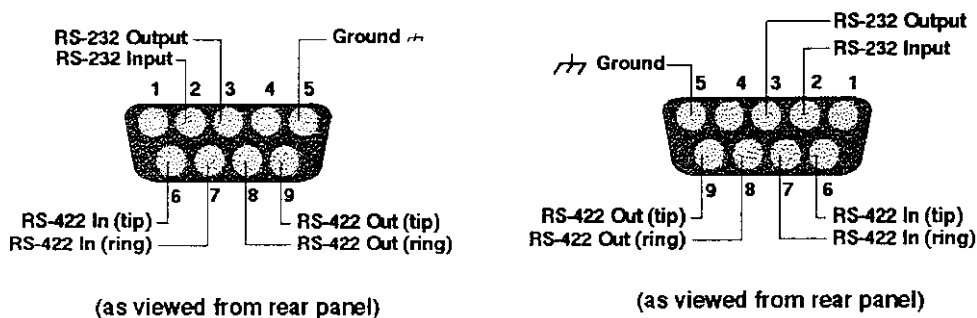 RS-232 Output
RS-232 Input
Ground
1 2 3 4 5
6 7 8 9
RS-422 In (tip)
RS-422 In (ring)
RS-422 Out (tip)
RS-422 Out (ring)
(as viewed from rear panel)
RS-232 Output
RS-232 Input
Ground
5 4 3 2 1
9 8 7 6
RS-422 Out (tip)
RS-422 Out (ring)
RS-422 In (tip)
RS-422 In (ring)
(as viewed from rear panel)